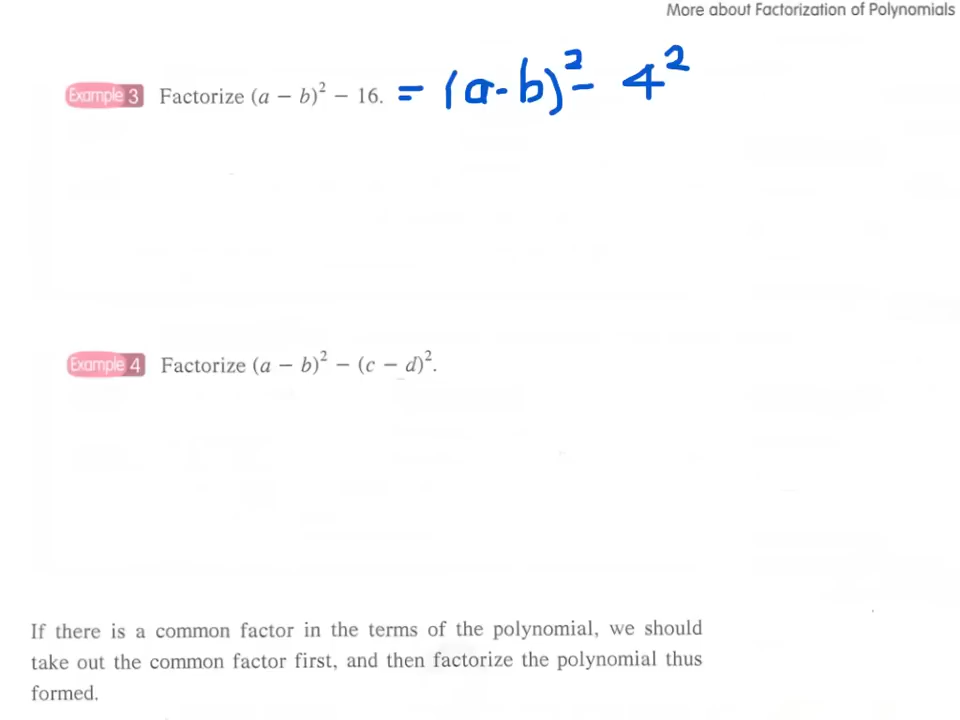 More about Factorization of Polynomials
Example 3 Factorize (a − b)² − 16. = (a-b)² - 4²
Example 4 Factorize (a − b)² − (c − d)².
If there is a common factor in the terms of the polynomial, we should
take out the common factor first, and then factorize the polynomial thus
formed.